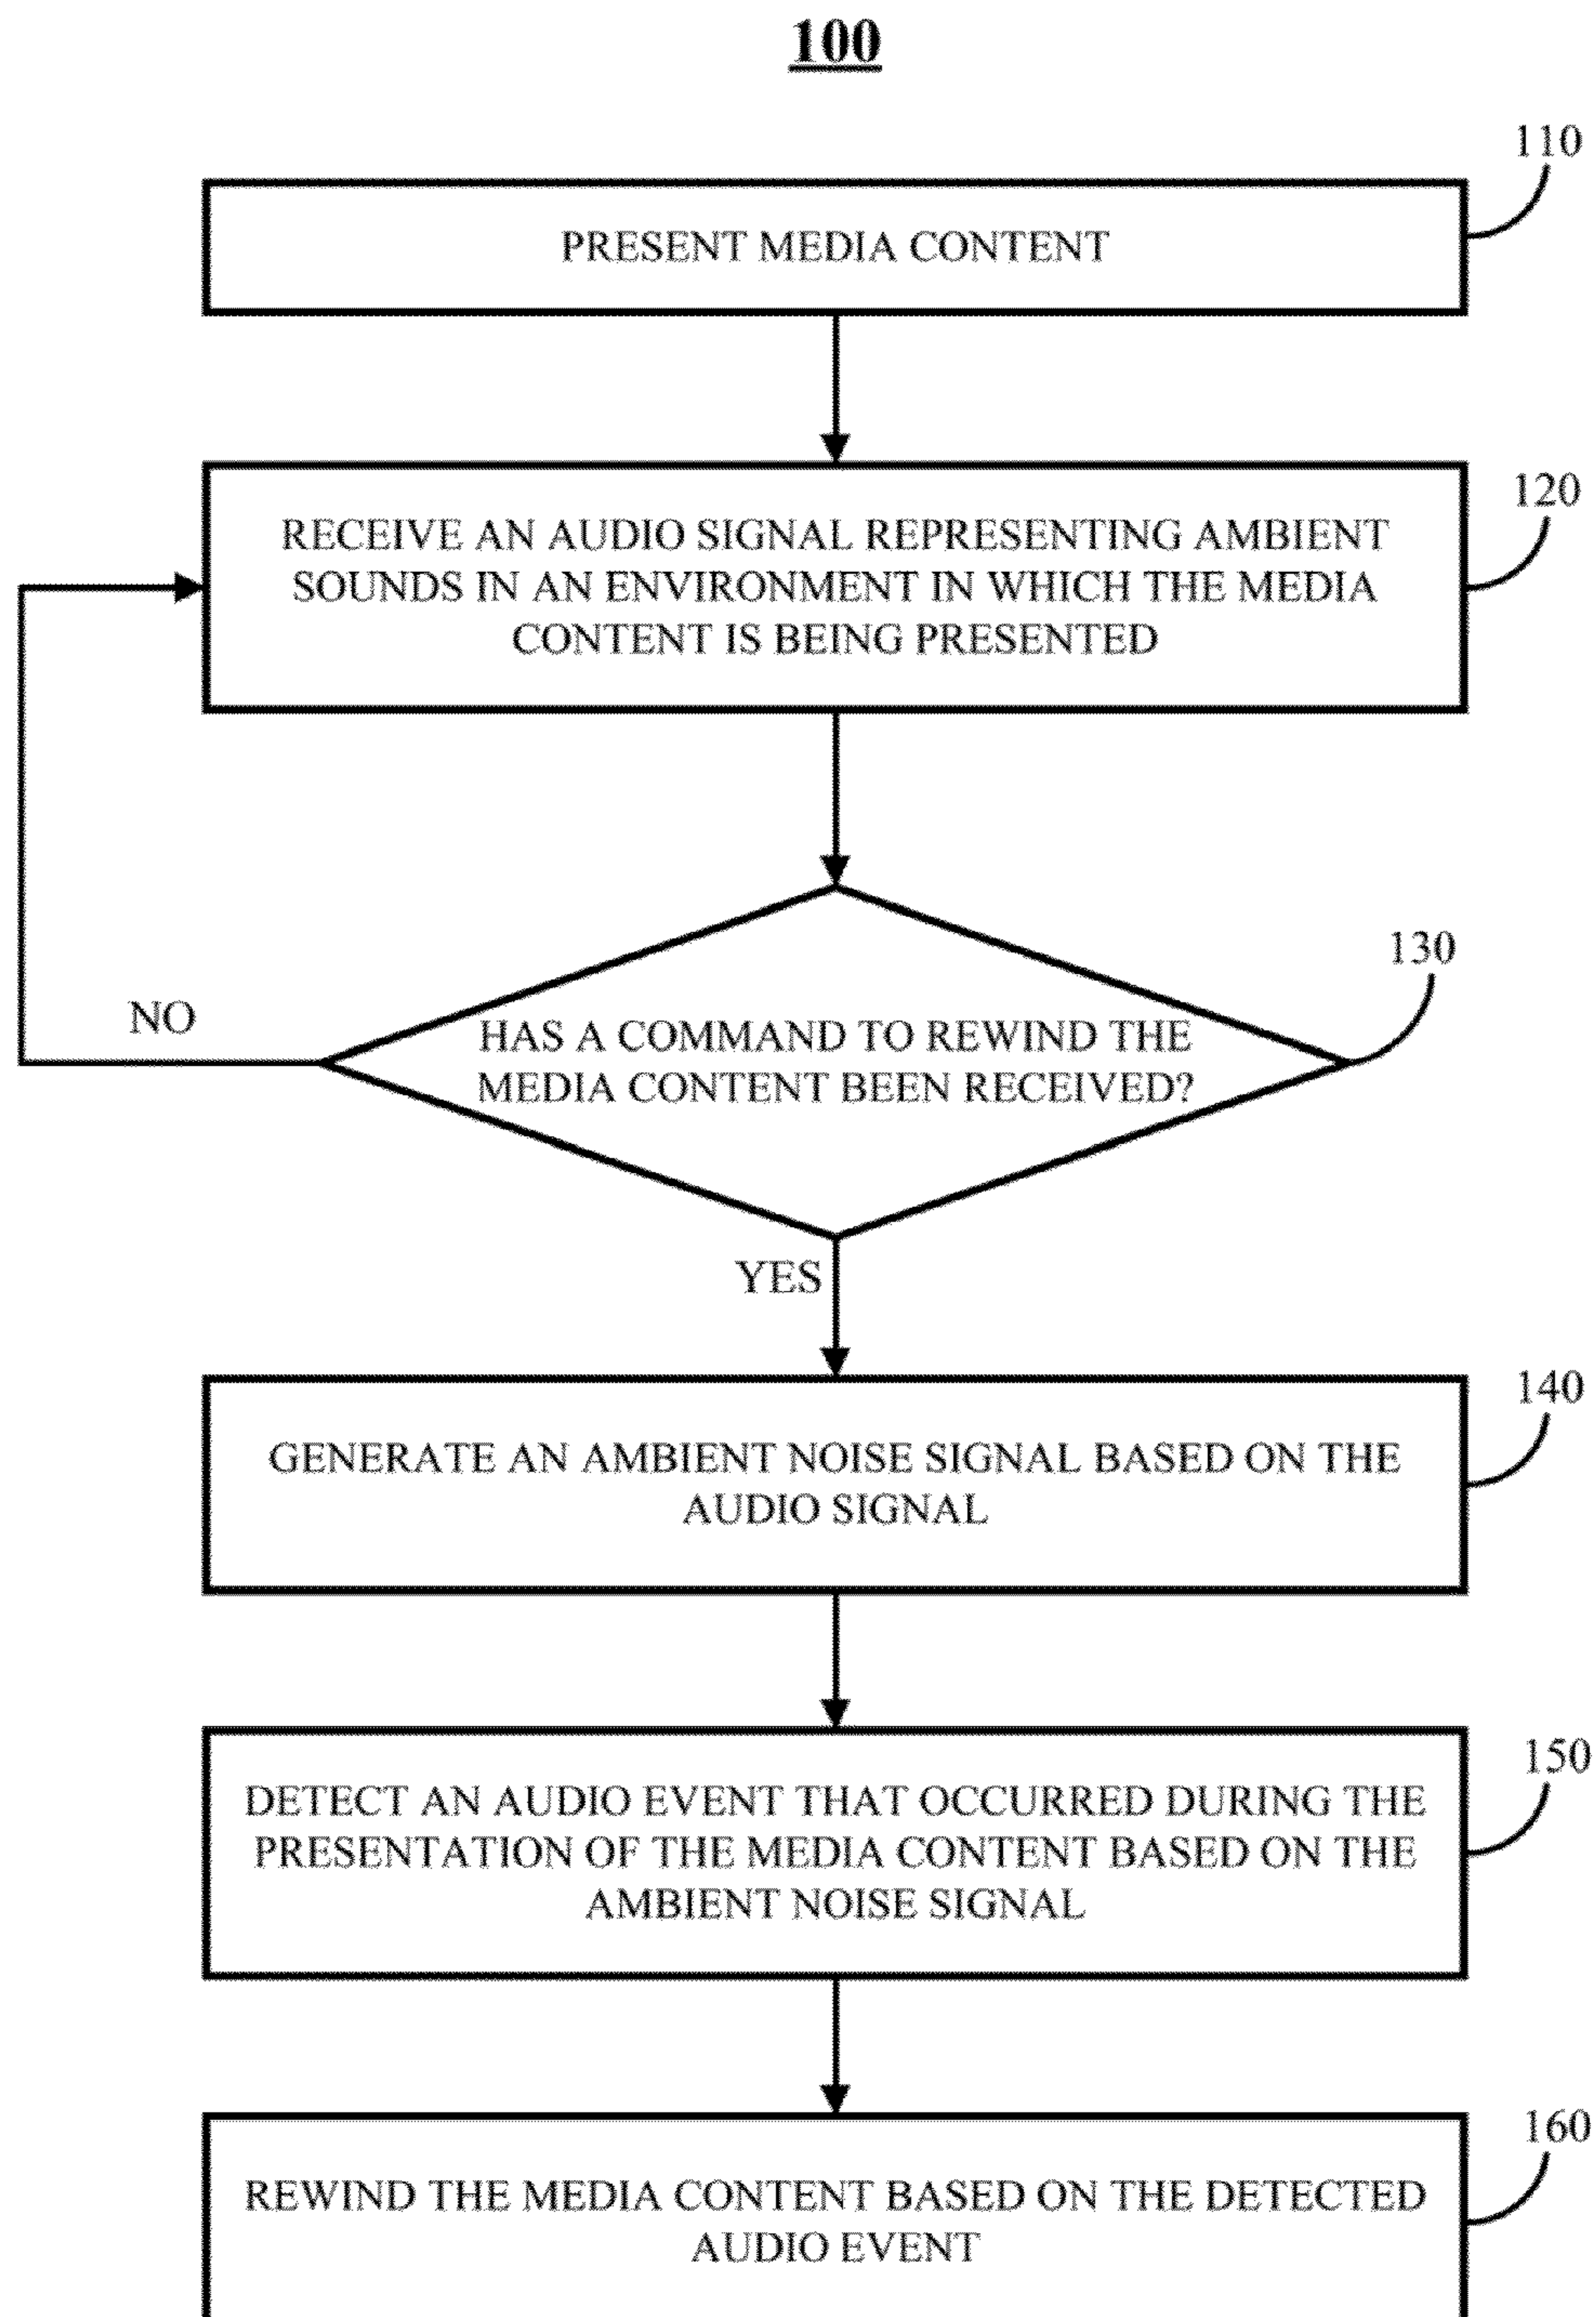 100
110
PRESENT MEDIA CONTENT
120
RECEIVE AN AUDIO SIGNAL REPRESENTING AMBIENT
SOUNDS IN AN ENVIRONMENT IN WHICH THE MEDIA
CONTENT IS BEING PRESENTED
130
NO
HAS A COMMAND TO REWIND THE
MEDIA CONTENT BEEN RECEIVED?
YES
140
GENERATE AN AMBIENT NOISE SIGNAL BASED ON THE
AUDIO SIGNAL
150
DETECT AN AUDIO EVENT THAT OCCURRED DURING THE
PRESENTATION OF THE MEDIA CONTENT BASED ON THE
AMBIENT NOISE SIGNAL
160
REWIND THE MEDIA CONTENT BASED ON THE DETECTED
AUDIO EVENT